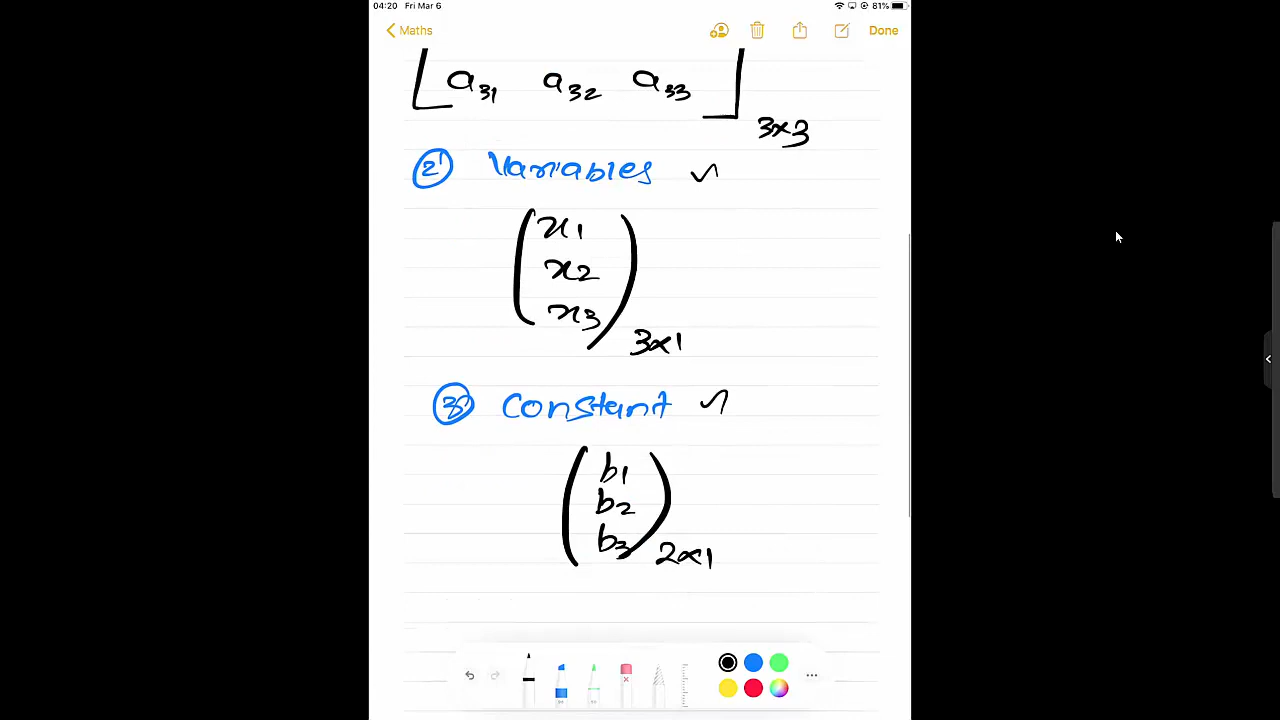 04:20 Fri Mar 6 81%
Maths Done
a31 a32 a33
3x3
2 Variables
x1
x2
x3
3x1
3 Constant
b1
b2
b3
2x1